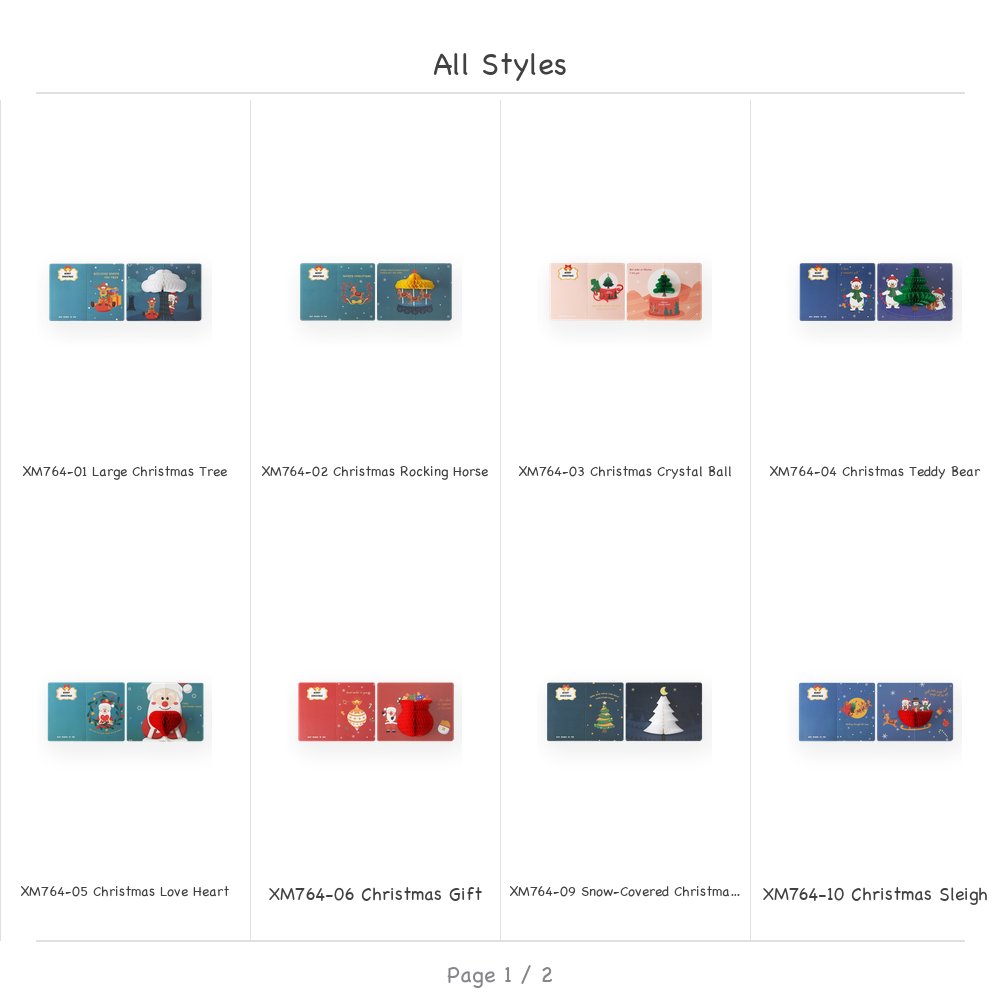 All Styles
XM764-01 Large Christmas Tree
XM764-02 Christmas Rocking Horse
XM764-03 Christmas Crystal Ball
XM764-04 Christmas Teddy Bear
XM764-05 Christmas Love Heart
XM764-06 Christmas Gift
XM764-09 Snow-Covered Christma...
XM764-10 Christmas Sleigh
Page 1 / 2